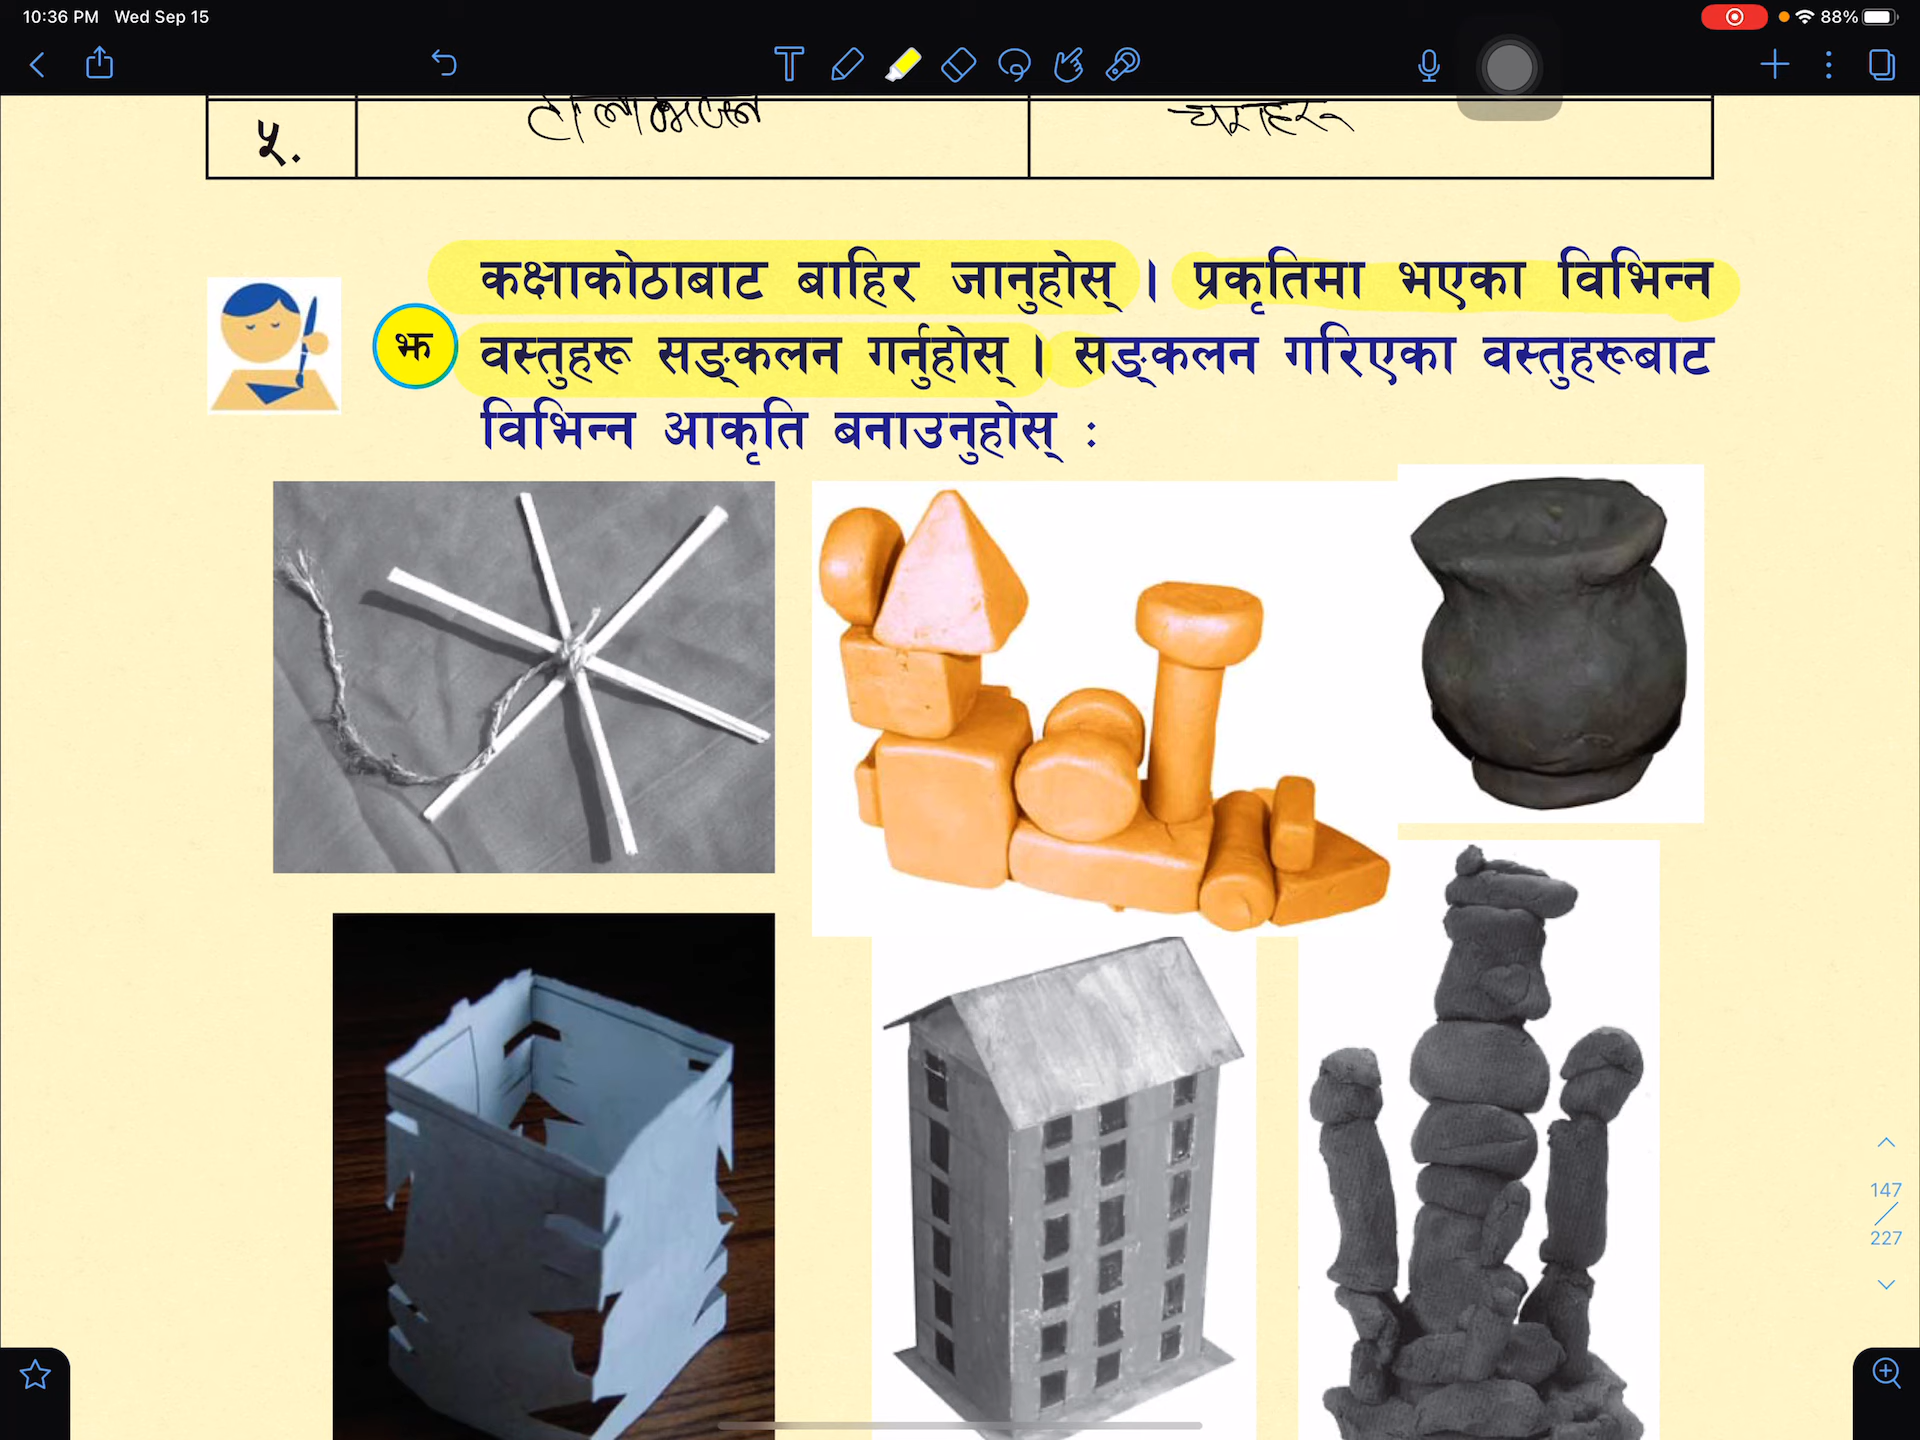 10:36 PM Wed Sep 15
88%
५.
कक्षाकोठाबाट बाहिर जानुहोस् । प्रकृतिमा भएका विभिन्न
झ वस्तुहरू सङ्कलन गर्नुहोस् । सङ्कलन गरिएका वस्तुहरूबाट
विभिन्न आकृति बनाउनुहोस् :
147
/
227